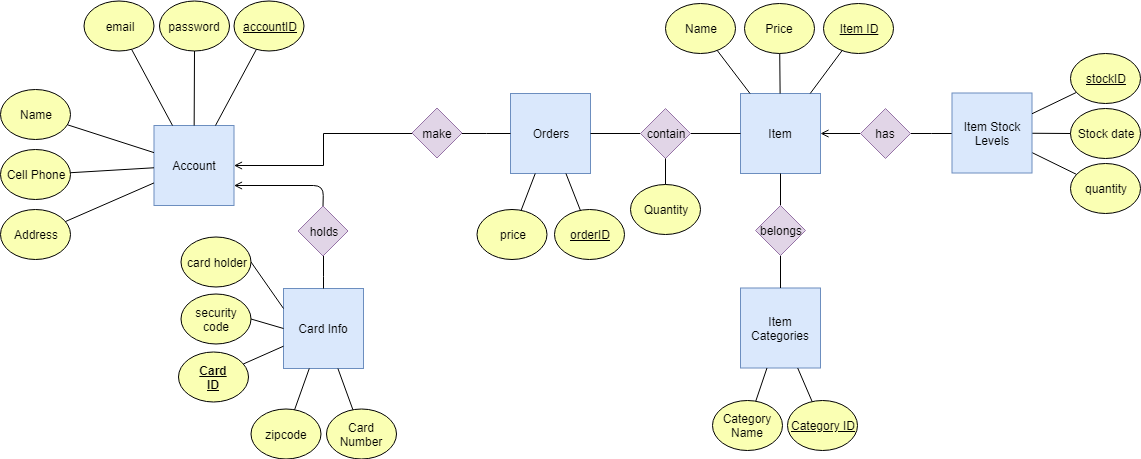 email
password
accountID
Name
Price
Item ID
stockID
Name
Cell Phone
Address
Account
make
Orders
contain
Item
has
Item Stock
Levels
Stock date
quantity
price
orderID
Quantity
holds
belongs
card holder
security
code
Card
ID
Card Info
zipcode
Card
Number
Item
Categories
Category
Name
Category ID